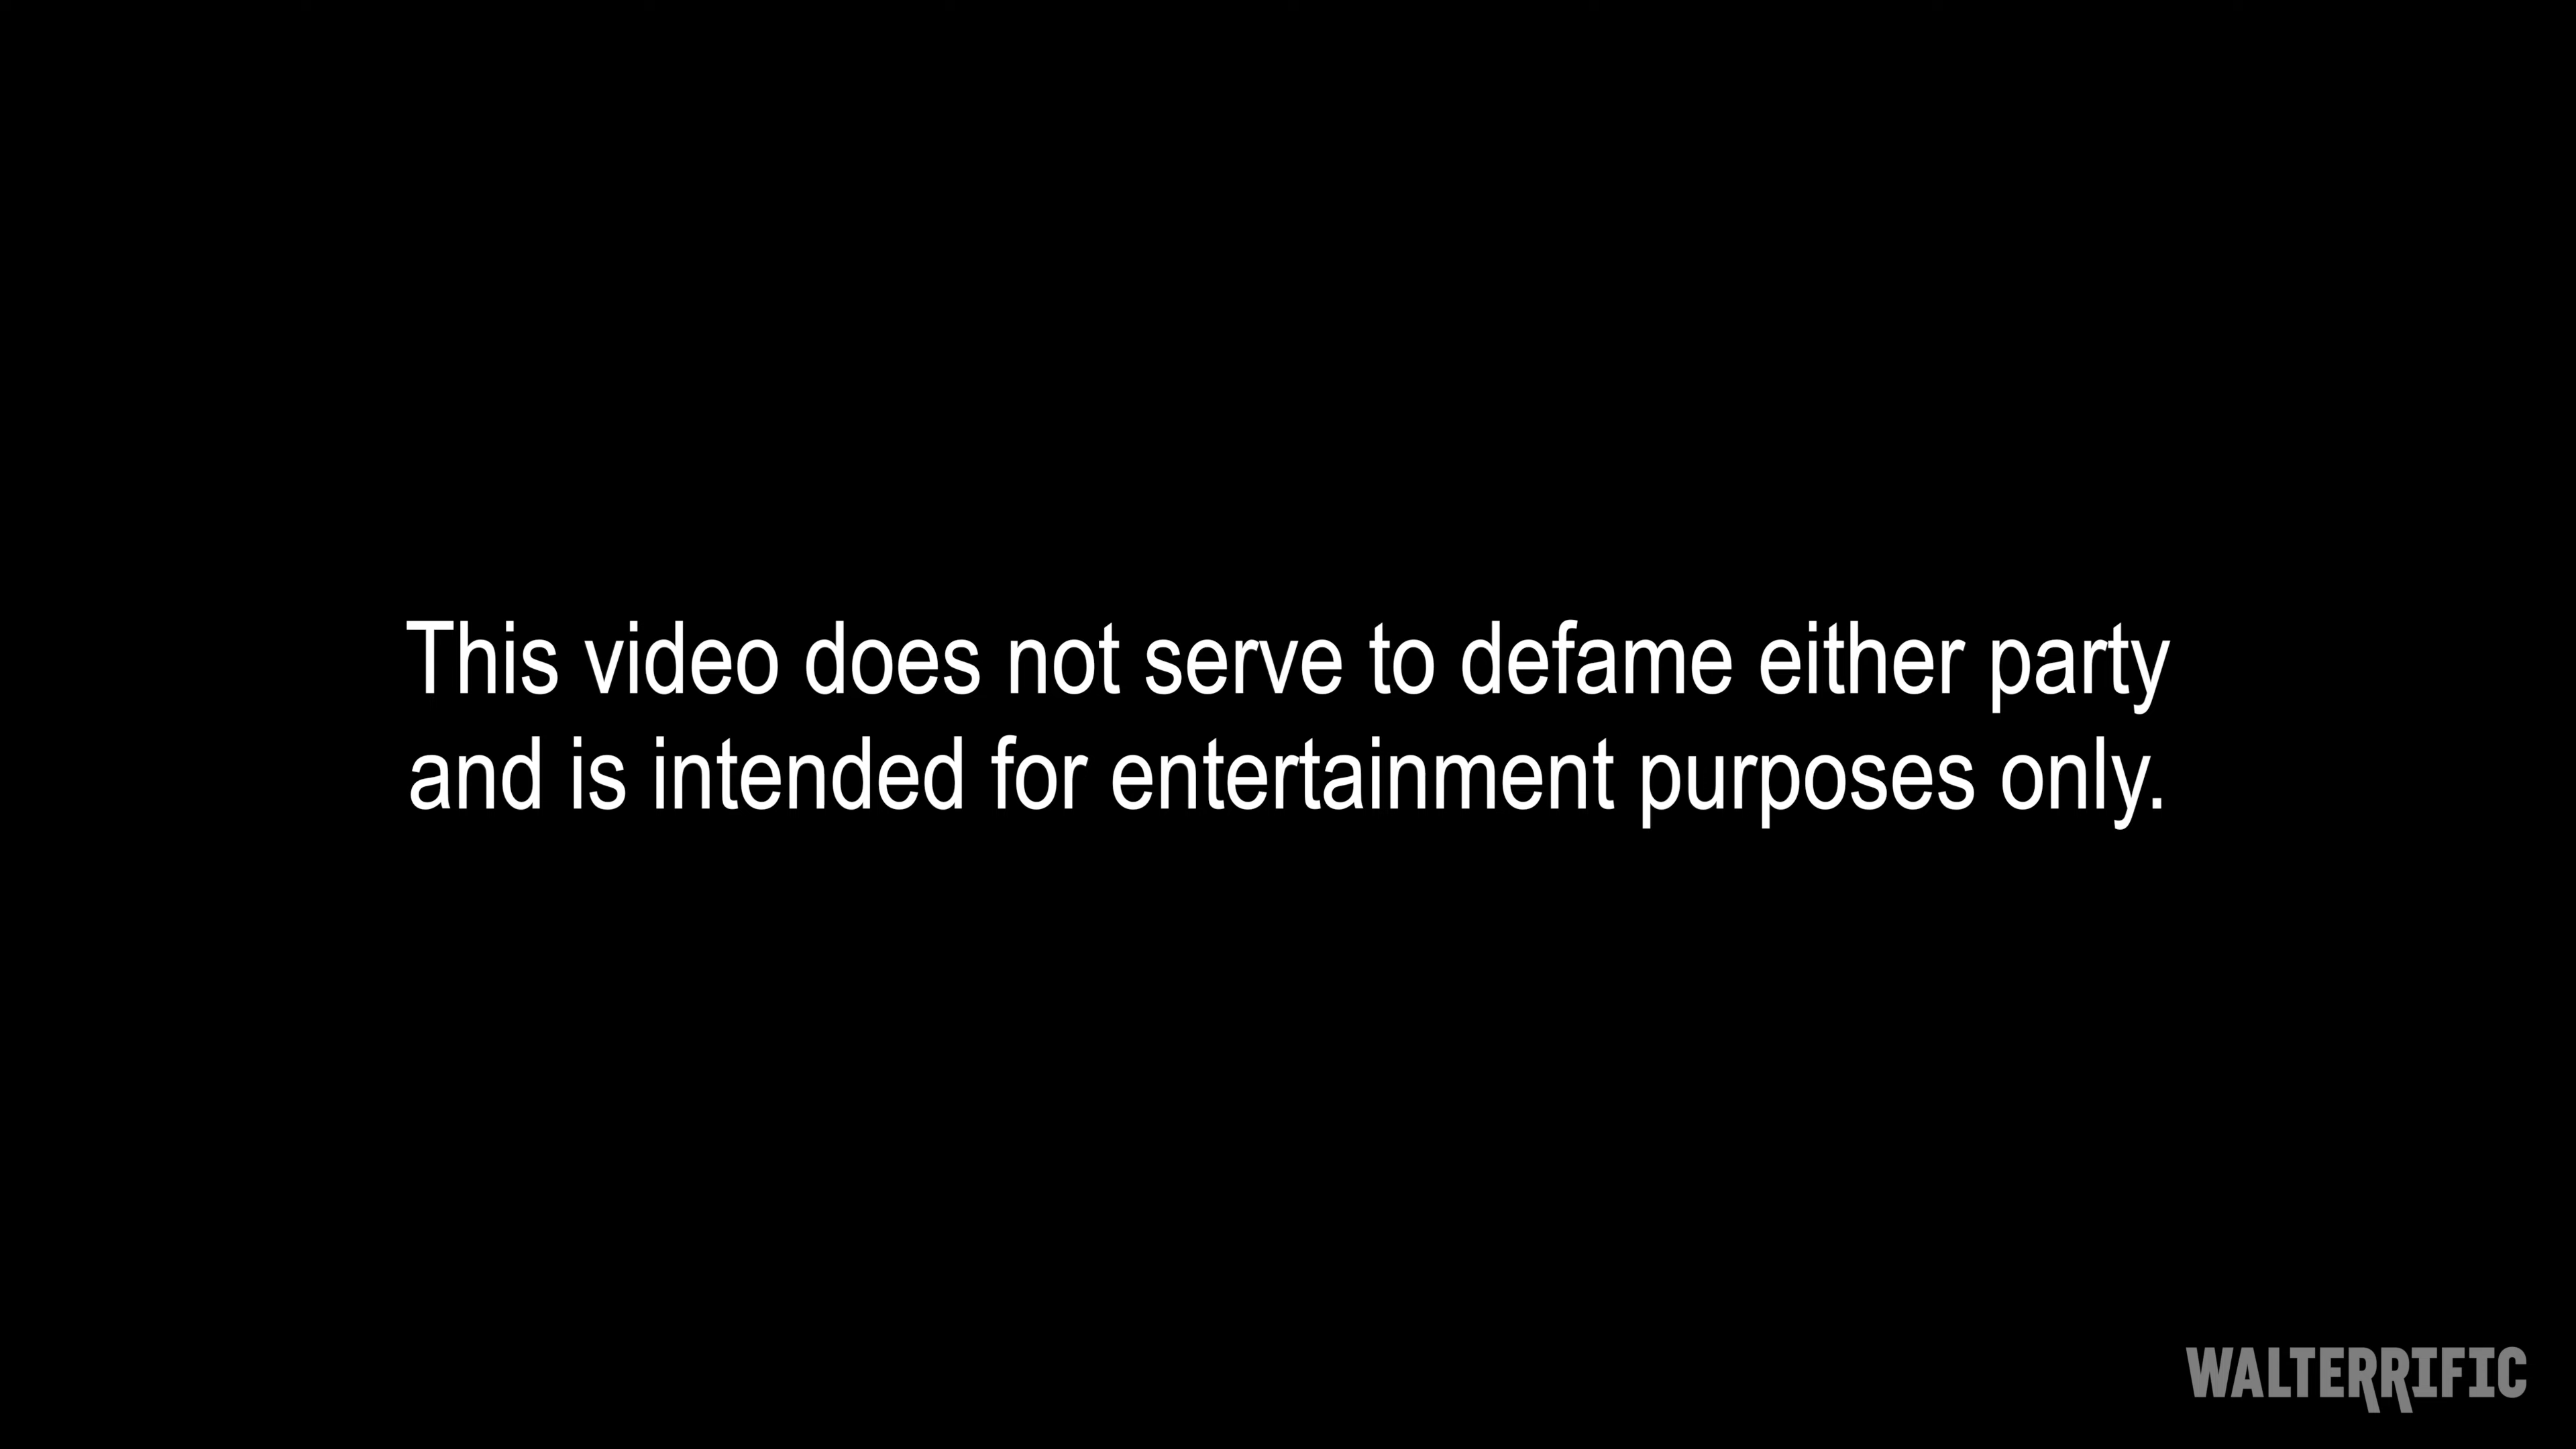 This video does not serve to defame either party
and is intended for entertainment purposes only.
WALTERRIFIC